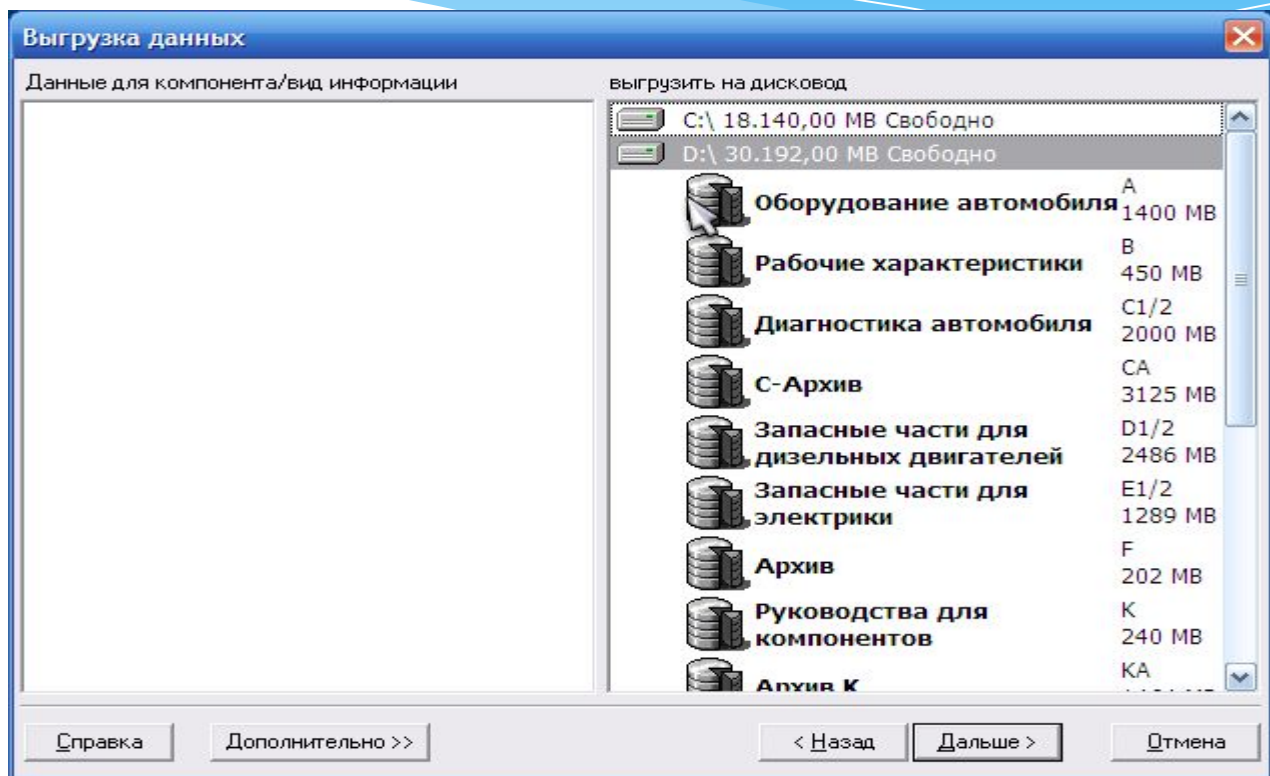 Выгрузка данных
Данные для компонента/вид информации
выгрузить на дисковод
C:\ 18.140,00 MB Свободно
D:\ 30.192,00 MB Свободно
Оборудование автомобиля
A
1400 MB
Рабочие характеристики
B
450 MB
Диагностика автомобиля
C1/2
2000 MB
С-Архив
CA
3125 MB
Запасные части для
дизельных двигателей
D1/2
2486 MB
Запасные части для
электрики
E1/2
1289 MB
Архив
F
202 MB
Руководства для
компонентов
K
240 MB
Архив К
KA
Справка
Дополнительно >>
< Назад
Дальше >
Отмена